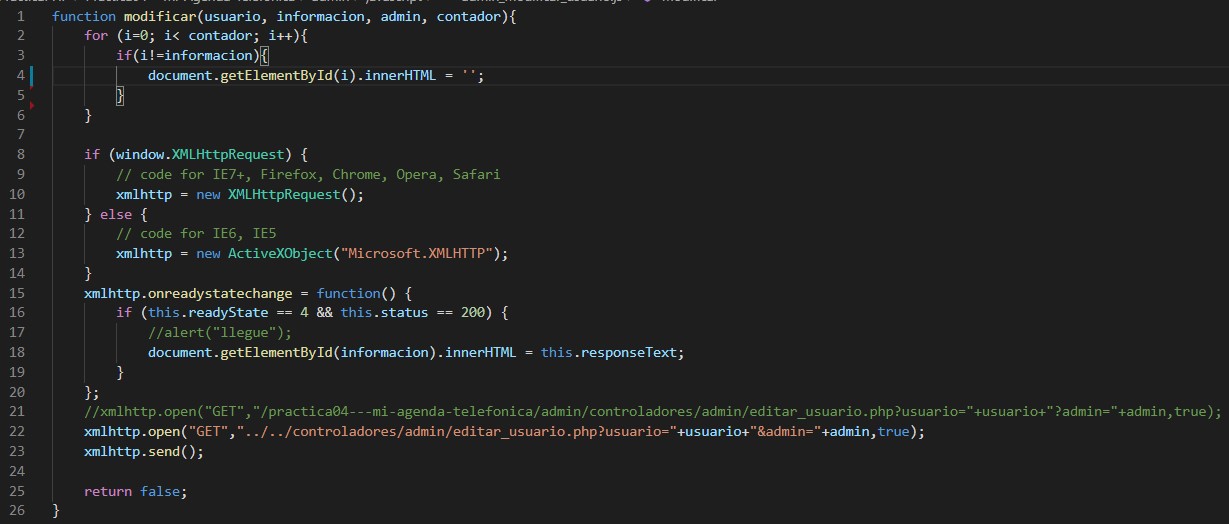 1 function modificar(usuario, informacion, admin, contador){
2     for (i=0; i< contador; i++){
3         if(i!=informacion){
4             document.getElementById(i).innerHTML = '';
5         }
6     }
7
8     if (window.XMLHttpRequest) {
9         // code for IE7+, Firefox, Chrome, Opera, Safari
10         xmlhttp = new XMLHttpRequest();
11     } else {
12         // code for IE6, IE5
13         xmlhttp = new ActiveXObject("Microsoft.XMLHTTP");
14     }
15     xmlhttp.onreadystatechange = function() {
16         if (this.readyState == 4 && this.status == 200) {
17             //alert("llegue");
18             document.getElementById(informacion).innerHTML = this.responseText;
19         }
20     };
21     //xmlhttp.open("GET","/practica04---mi-agenda-telefonica/admin/controladores/admin/editar_usuario.php?usuario="+usuario+"?admin="+admin,true);
22     xmlhttp.open("GET","../../controladores/admin/editar_usuario.php?usuario="+usuario+"&admin="+admin,true);
23     xmlhttp.send();
24
25     return false;
26 }